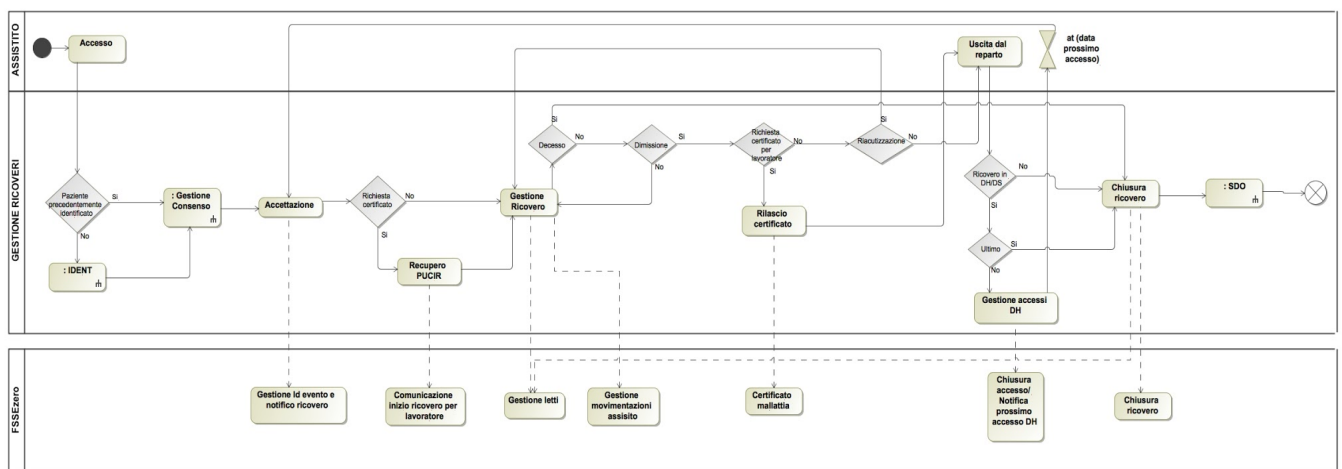 ASSISTITO
Accesso
Uscita dal
reparto
at (data
prossimo
accesso)
GESTIONE RICOVERI
Paziente
precedentemente
identificato
Si
No
: IDENT
: Gestione
Consenso
Accettazione
Richiesta
certificato
No
Si
Recupero
PUCIR
Gestione
Ricovero
Si
Decesso
No
Dimissione
Si
No
Richiesta
certificato
per
lavoratore
No
Si
Rilascio
certificato
Si
Riacutizzazione
No
Ricovero in
DH/DS
No
Si
Ultimo
Si
No
Gestione accessi
DH
Chiusura
ricovero
: SDO
FSSEzero
Gestione Id evento e
notifico ricovero
Comunicazione
inizio ricovero per
lavoratore
Gestione letti
Gestione
movimentazioni
assisito
Certificato
mallattia
Chiusura
accesso/
Notifica
prossimo
accesso DH
Chiusura
ricovero